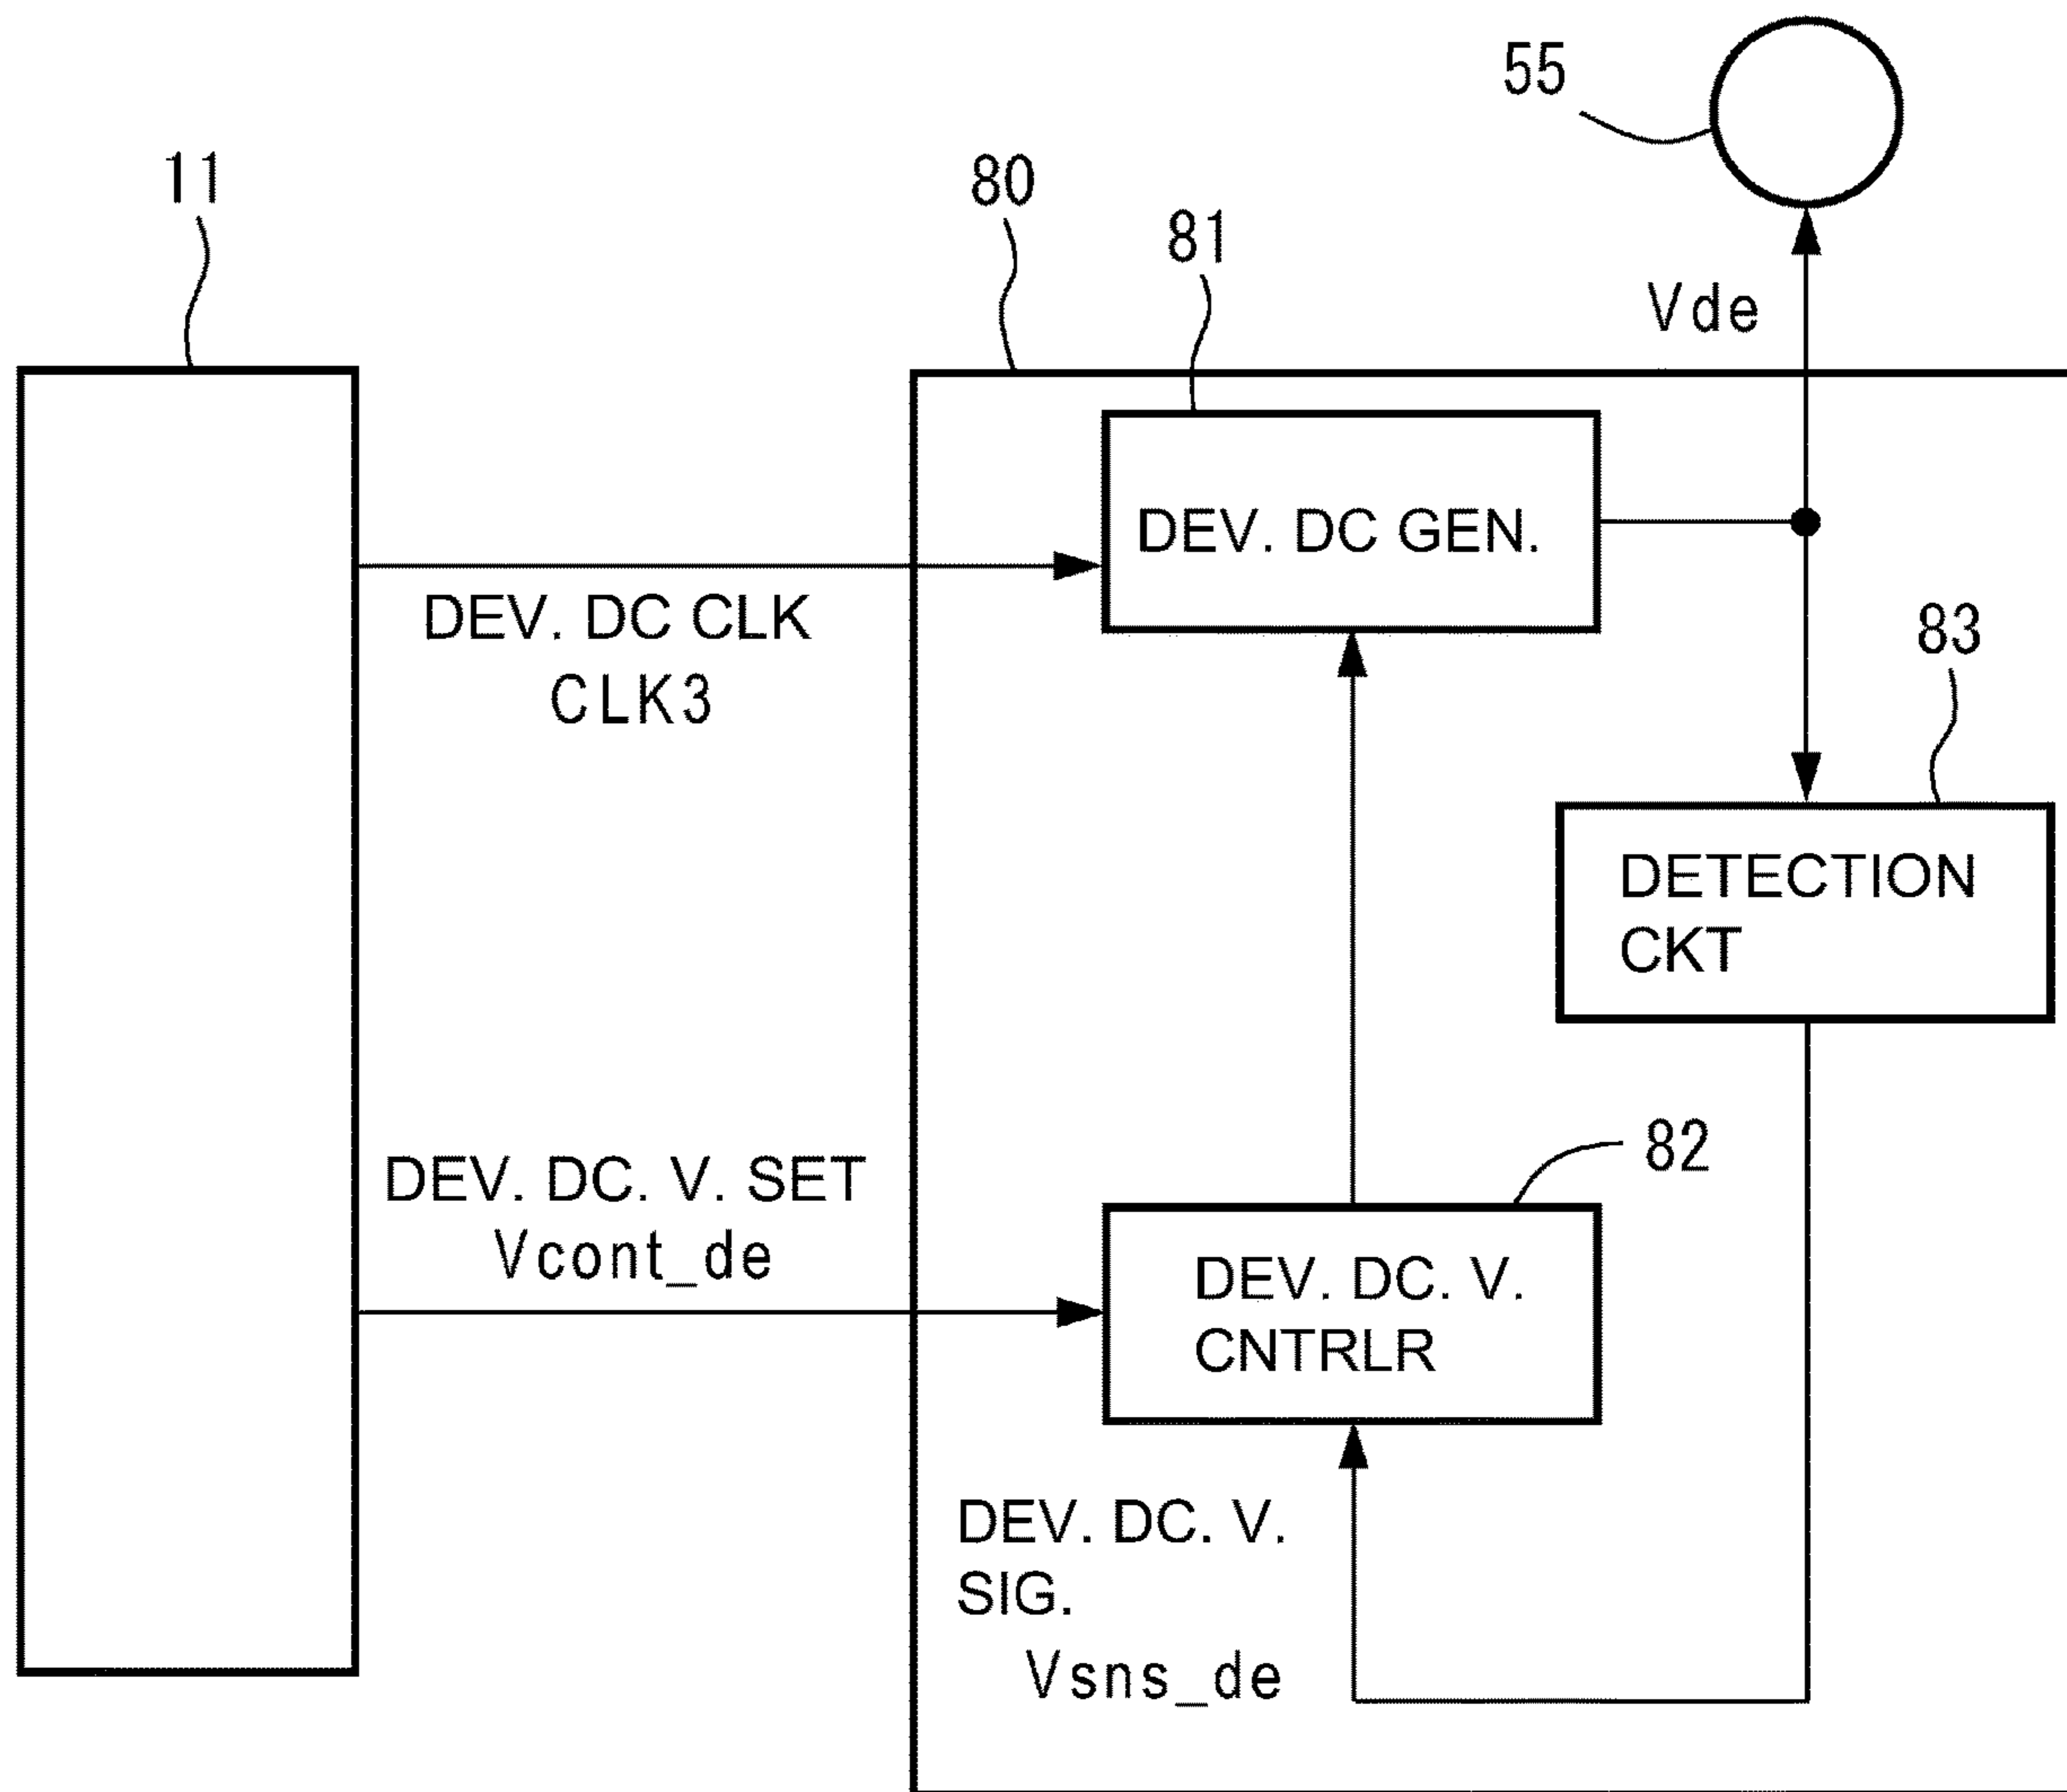 55
11
80
81
Vde
DEV. DC GEN.
DEV. DC CLK
CLK3
83
DETECTION
CKT
82
DEV. DC. V. SET
Vcont_de
DEV. DC. V.
CNTRLR
DEV. DC. V.
SIG.
Vsns_de